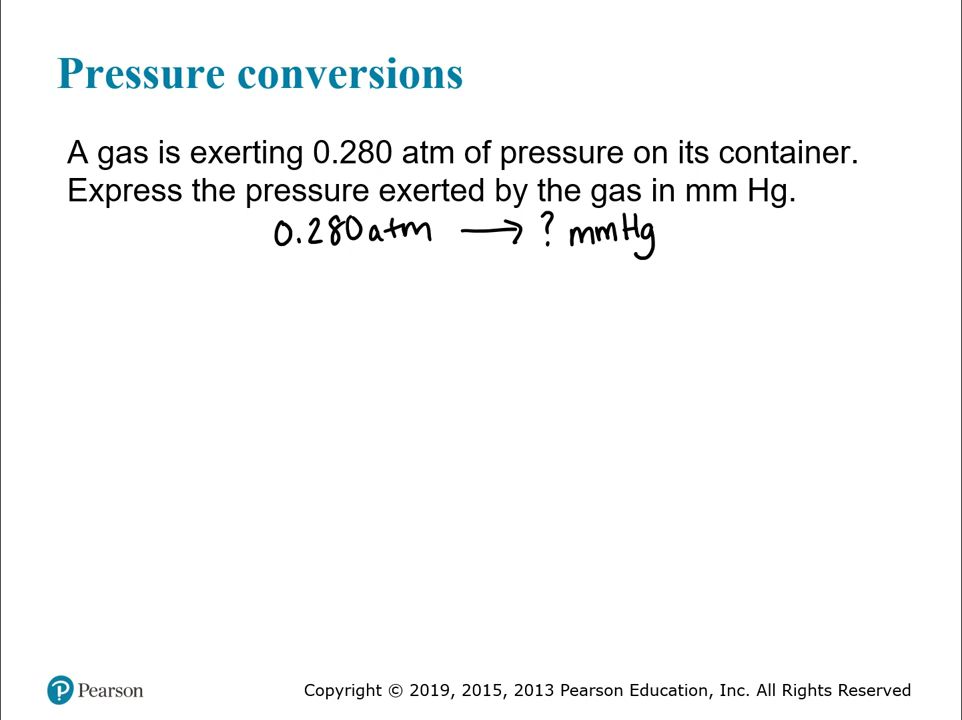 Pressure conversions
A gas is exerting 0.280 atm of pressure on its container.
Express the pressure exerted by the gas in mm Hg.
0.280 atm ⟶ ? mmHg
Pearson
Copyright © 2019, 2015, 2013 Pearson Education, Inc. All Rights Reserved